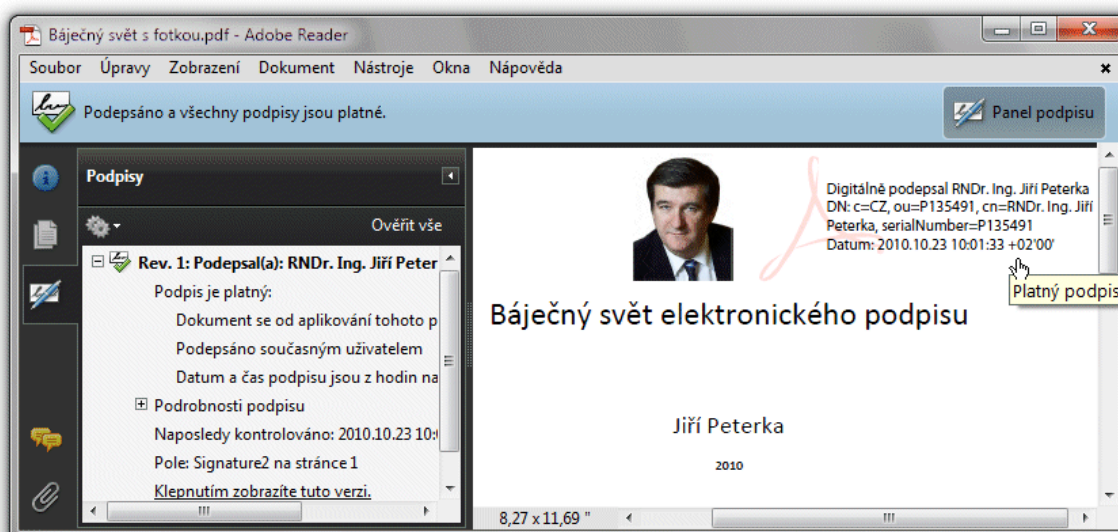 Báječný svět s fotkou.pdf - Adobe Reader
Soubor Úpravy Zobrazení Dokument Nástroje Okna Nápověda
Podepsáno a všechny podpisy jsou platné.
Panel podpisu
Podpisy
Ověřit vše
Rev. 1: Podepsal(a): RNDr. Ing. Jiří Peter
Podpis je platný:
Dokument se od aplikování tohoto p
Podepsáno současným uživatelem
Datum a čas podpisu jsou z hodin na
Podrobnosti podpisu
Naposledy kontrolováno: 2010.10.23 10:
Pole: Signature2 na stránce 1
Klepnutím zobrazíte tuto verzi.
Digitálně podepsal RNDr. Ing. Jiří Peterka
DN: c=CZ, ou=P135491, cn=RNDr. Ing. Jiří
Peterka, serialNumber=P135491
Datum: 2010.10.23 10:01:33 +02'00'
Platný podpis
Báječný svět elektronického podpisu
Jiří Peterka
2010
8,27 x 11,69 "